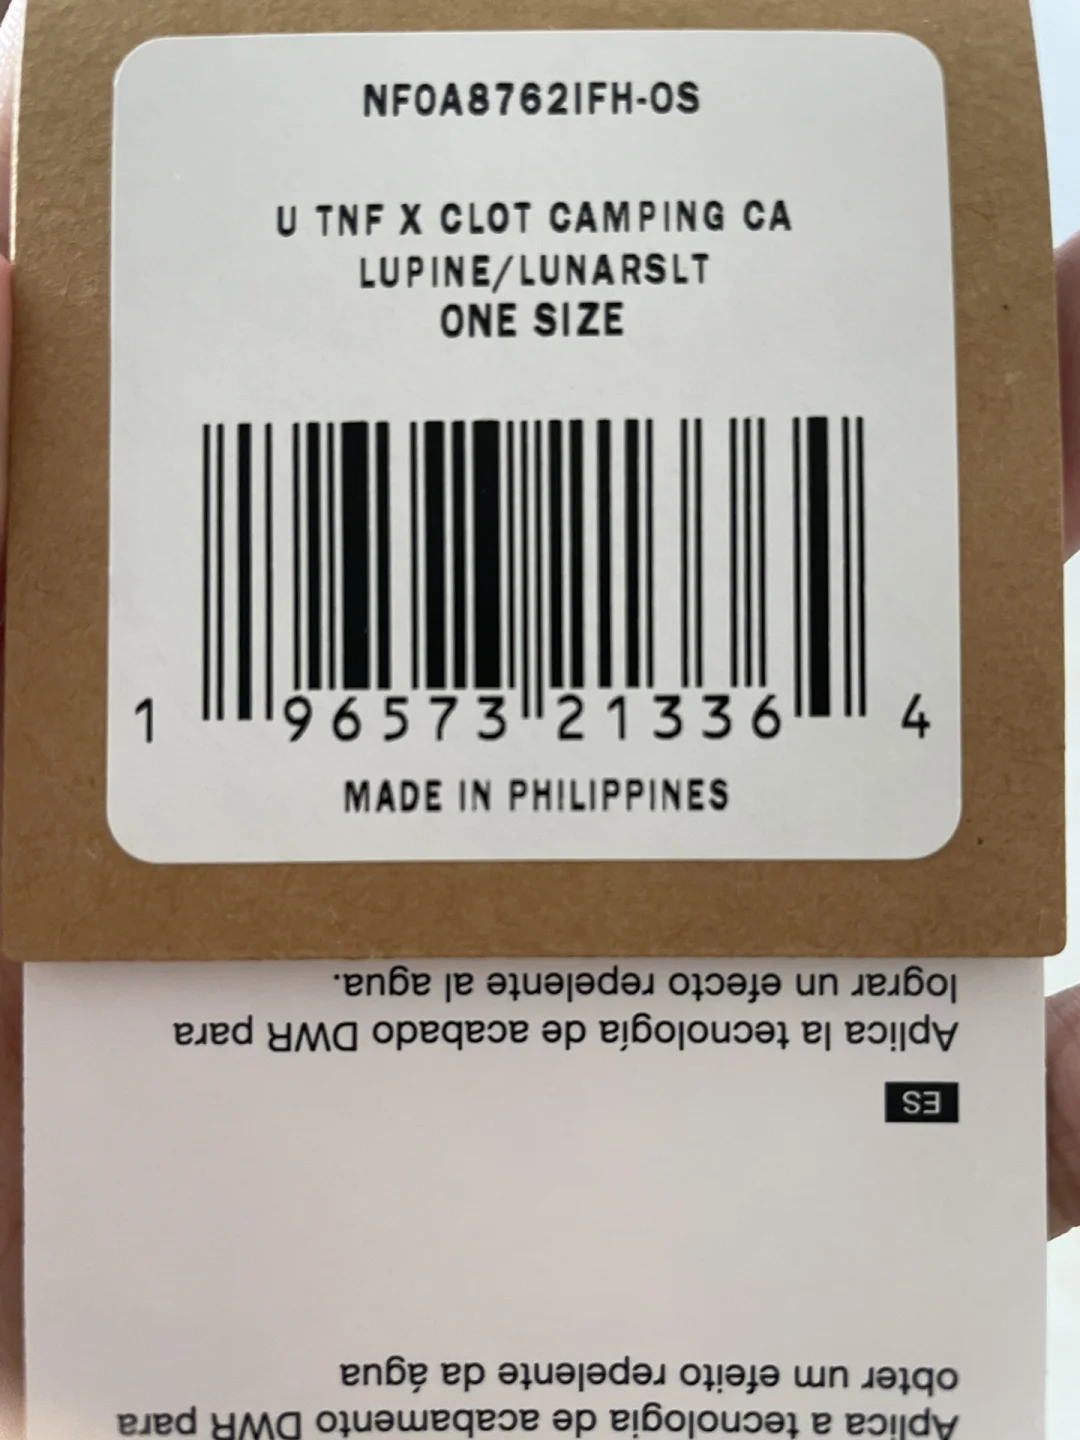 NF0A8762IFH-OS
U TNF X CLOT CAMPING CA
LUPINE/LUNARSLT
ONE SIZE
1 96573 21336 4
MADE IN PHILIPPINES
Aplica a tecnologia de acabamento DWR para
obter um efeito repelente da água
ES
Aplica la tecnología de acabado DWR para
lograr un efecto repelente al agua.